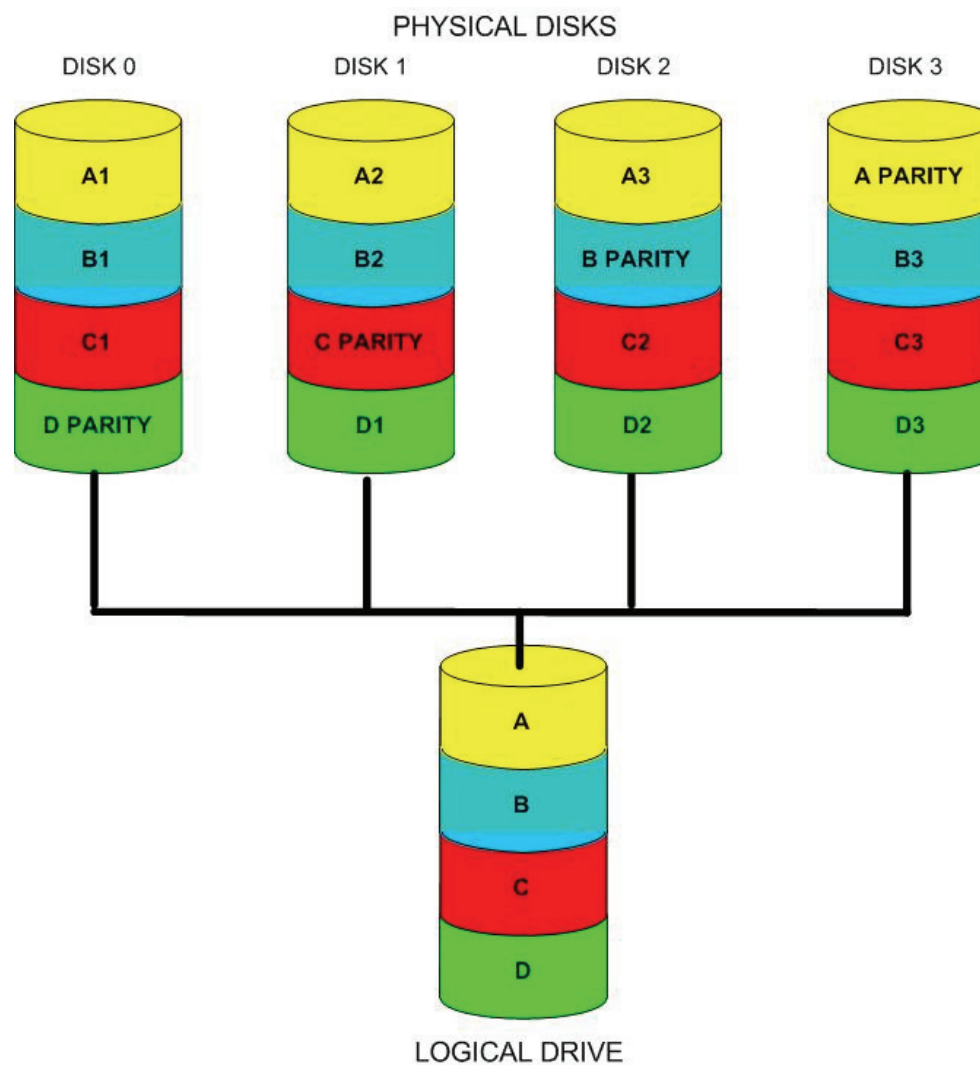 PHYSICAL DISKS
DISK 0 DISK 1 DISK 2 DISK 3
A1 A2 A3 A PARITY
B1 B2 B PARITY B3
C1 C PARITY C2 C3
D PARITY D1 D2 D3
A
B
C
D
LOGICAL DRIVE